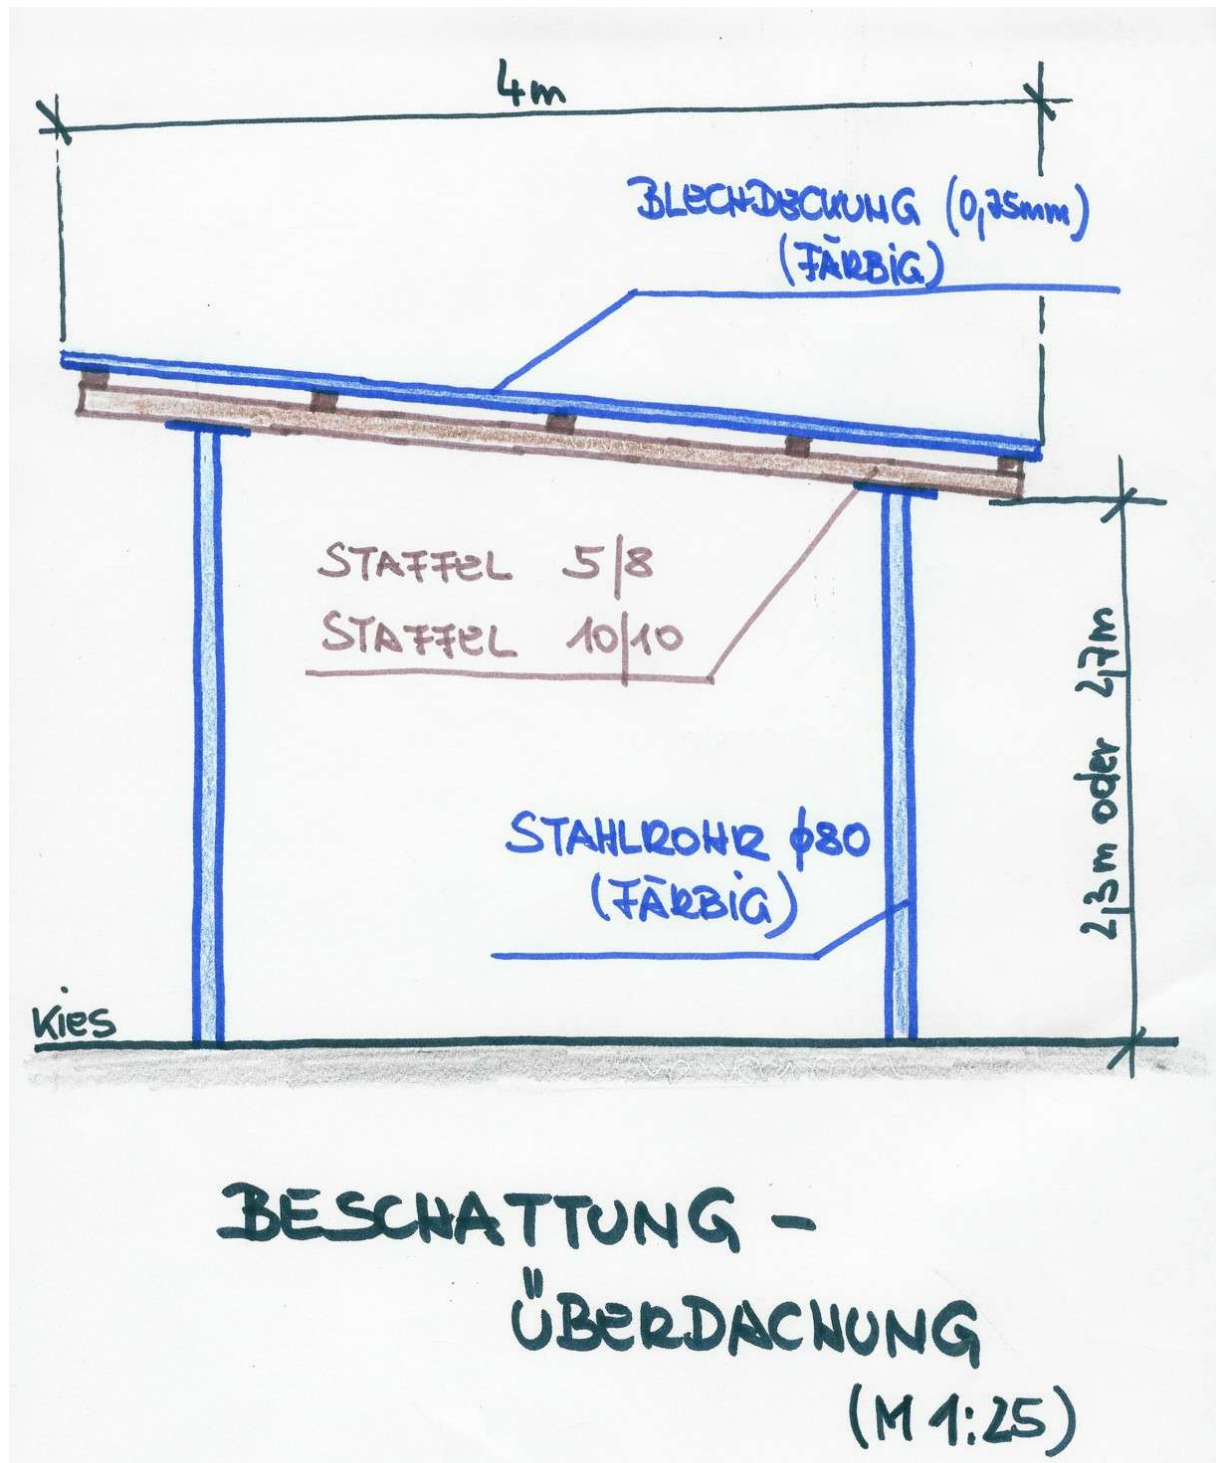 4m
BLECHDECKUNG (0,75mm)
(FÄRBIG)
STAFFEL 5/8
STAFFEL 10/10
2,3m oder 2,7m
STAHLROHR ϕ80
(FÄRBIG)
Kies
BESCHATTUNG -
ÜBERDACHUNG
(M 1:25)